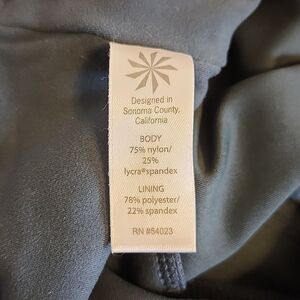 Designed in
Sonoma County,
California
BODY
75% nylon/
25%
lycra®spandex
LINING
78% polyester/
22% spandex
RN #54023